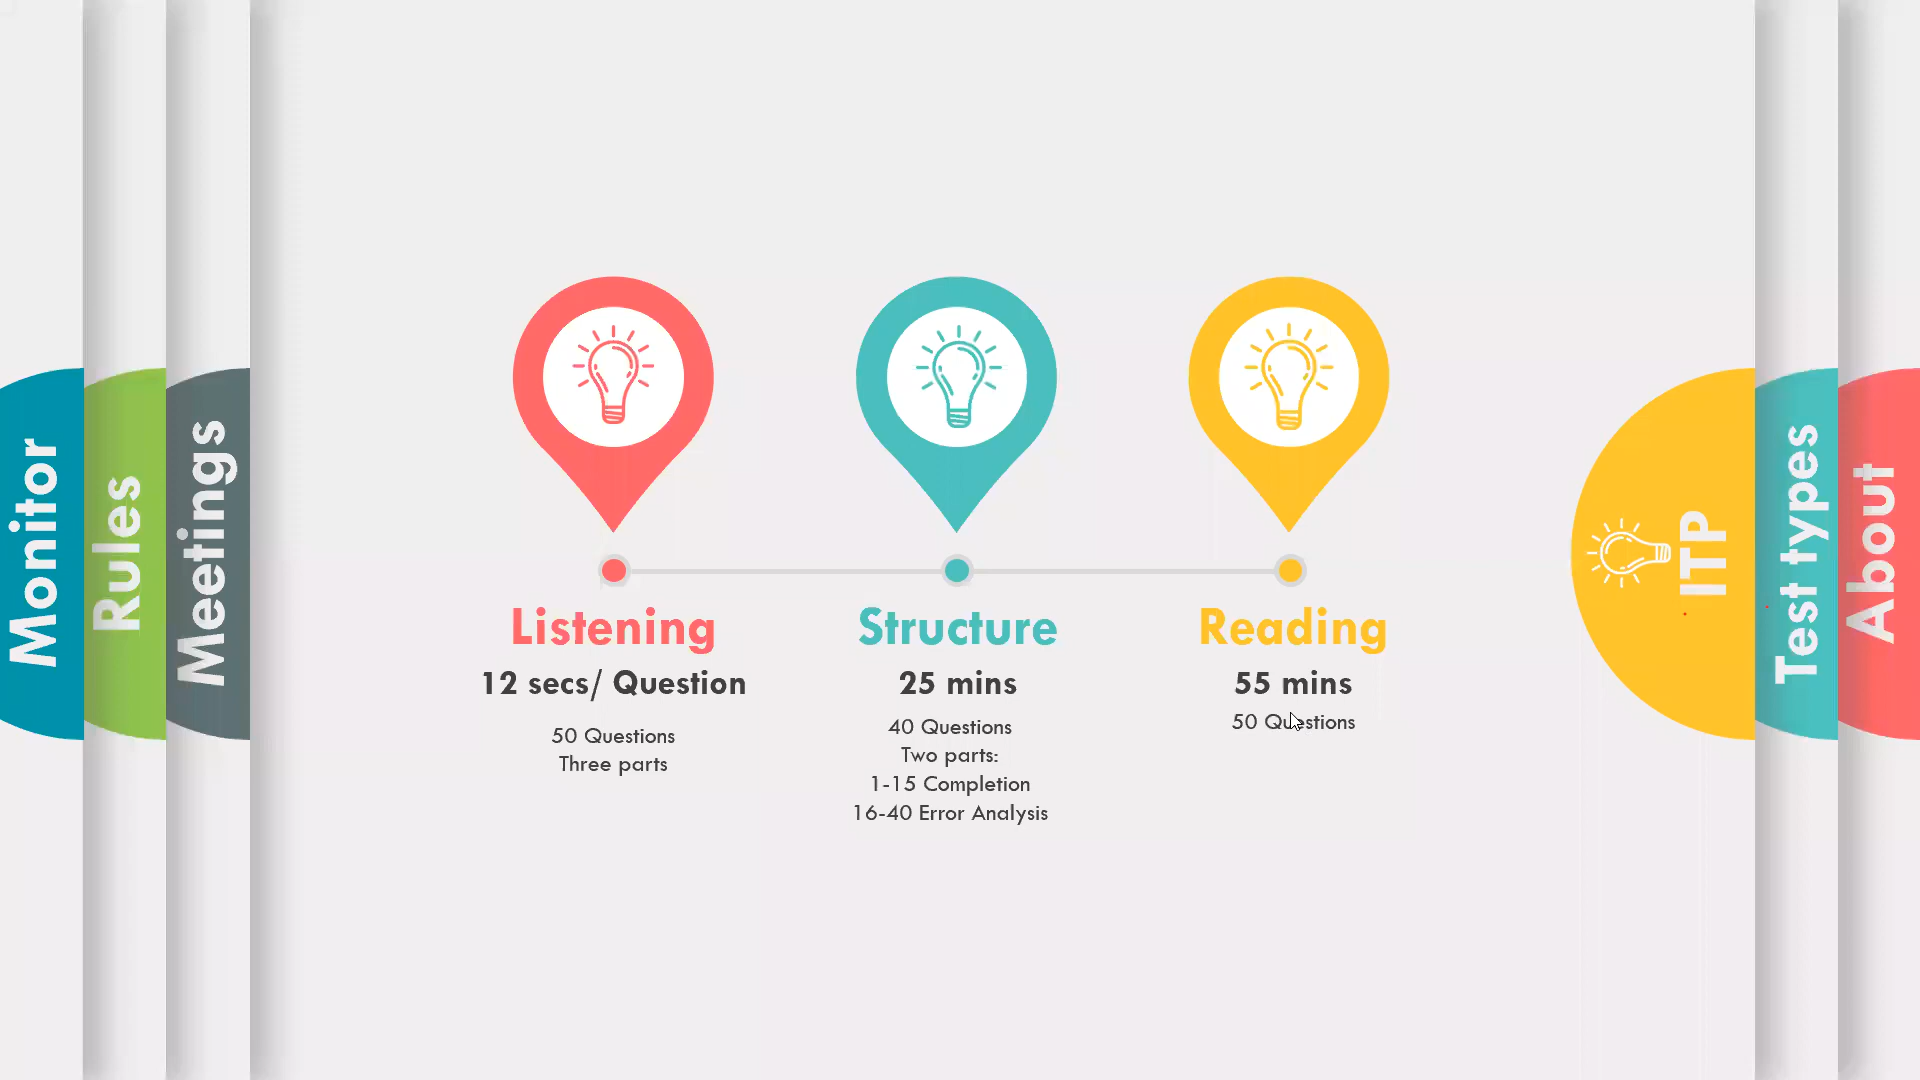 Monitor
Rules
Meetings
Listening
12 secs/ Question
50 Questions
Three parts
Structure
25 mins
40 Questions
Two parts:
1-15 Completion
16-40 Error Analysis
Reading
55 mins
50 Questions
ITP
Test types
About